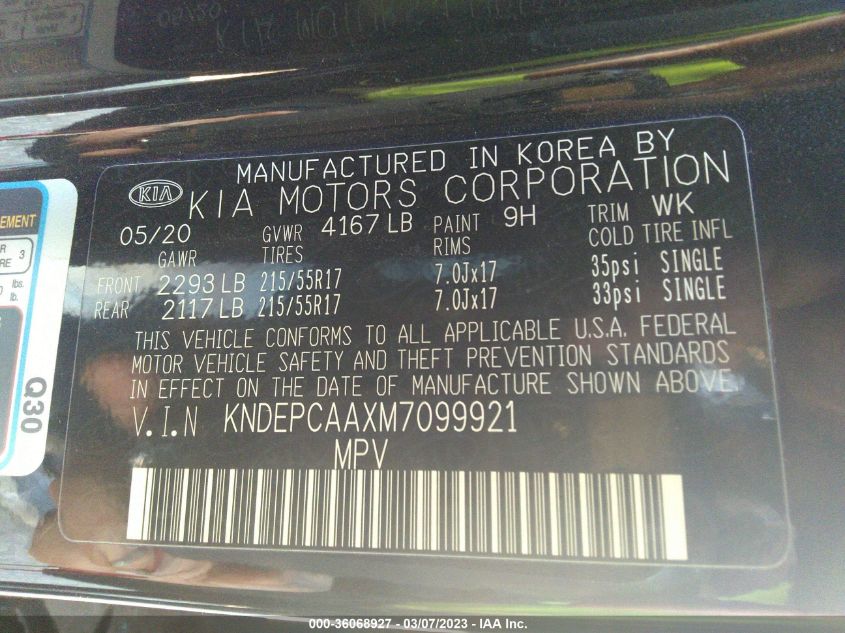 MANUFACTURED IN KOREA BY
KIA KIA MOTORS CORPORATION
05/20 GVWR 4167 LB PAINT 9H TRIM WK
GAWR TIRES RIMS COLD TIRE INFL
FRONT 2293 LB 215/55R17 7.0Jx17 35psi SINGLE
REAR 2117 LB 215/55R17 7.0Jx17 33psi SINGLE
THIS VEHICLE CONFORMS TO ALL APPLICABLE U.S.A. FEDERAL
MOTOR VEHICLE SAFETY AND THEFT PREVENTION STANDARDS
IN EFFECT ON THE DATE OF MANUFACTURE SHOWN ABOVE.
V.I.N KNDEPCAAXM7099921
MPV
Q30
3
lbs.
lb.
000-36068927 - 03/07/2023 - IAA Inc.